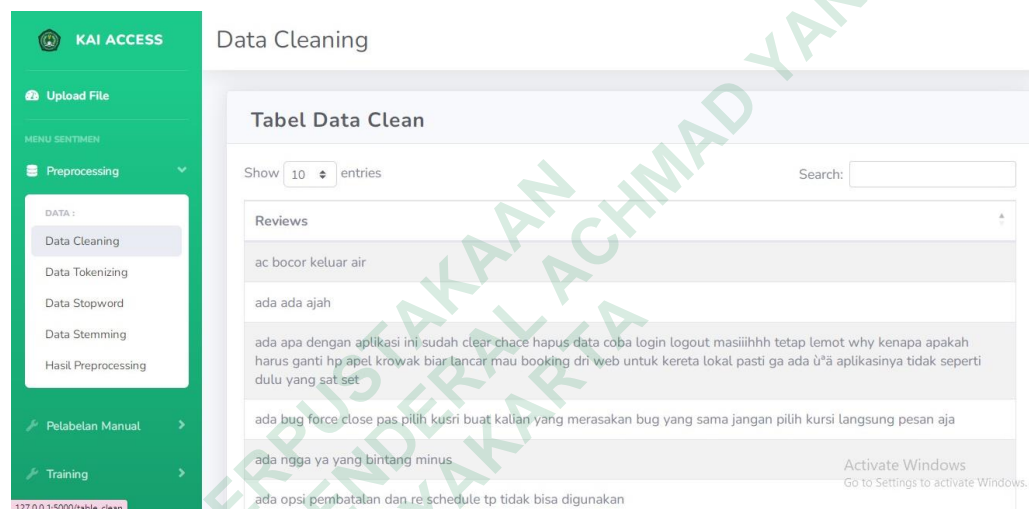 KAI ACCESS
Data Cleaning
Upload File
MENU SENTIMEN
Preprocessing
DATA :
Data Cleaning
Data Tokenizing
Data Stopword
Data Stemming
Hasil Preprocessing
Pelabelan Manual
Training
127.0.0.1:5000/table_clean
Tabel Data Clean
Show 10 entries
Search:
Reviews
ac bocor keluar air
ada ada ajah
ada apa dengan aplikasi ini sudah clear chace hapus data coba login logout masiiihhh tetap lemot why kenapa apakah
harus ganti hp apel krowak biar lancar mau booking dri web untuk kereta lokal pasti ga ada ùªä aplikasinya tidak seperti
dulu yang sat set
ada bug force close pas pilih kusri buat kalian yang merasakan bug yang sama jangan pilih kursi langsung pesan aja
ada ngga ya yang bintang minus
ada opsi pembatalan dan re schedule tp tidak bisa digunakan
Activate Windows
Go to Settings to activate Windows.
ERPUSTAKAAN
ENDERAL ACHMAD YAN
YAKARTA